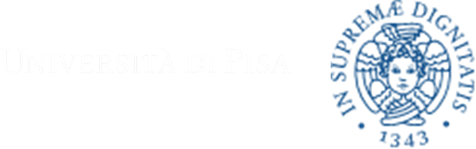 UNIVERSITÀ DI PISA
IN SUPREMÆ DIGNITATIS
1343